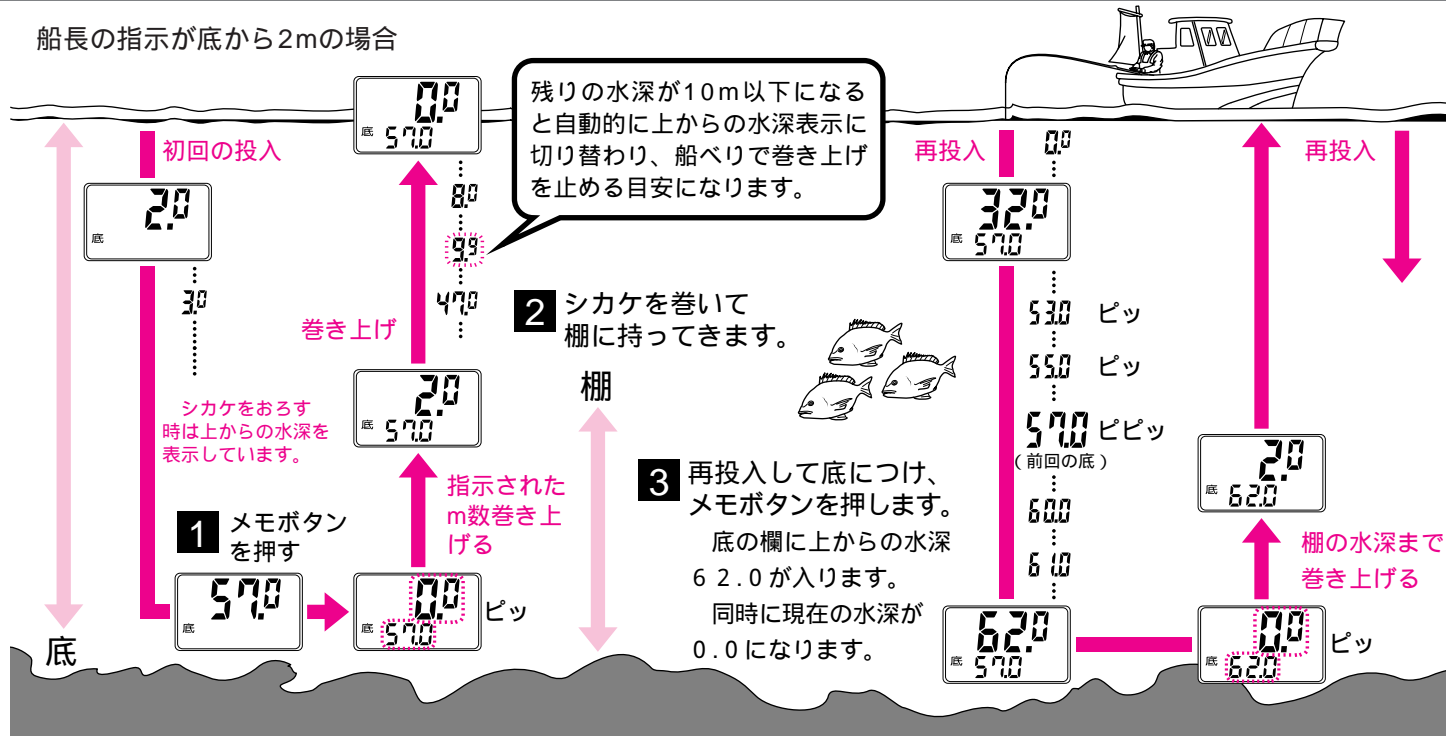 船長の指示が底から2mの場合
初回の投入
2.0
底
3.0
シカケをおろす
時は上からの水深を
表示しています。
1 メモボタン
を押す
底
57.0
底
0.0
底 57.0
ピッ
指示された
m数巻き上
げる
2.0
底 57.0
巻き上げ
47.0
9.9
8.0
0.0
底 57.0
残りの水深が10m以下になる
と自動的に上からの水深表示に
切り替わり、船べりで巻き上げ
を止める目安になります。
2 シカケを巻いて
棚に持ってきます。
棚
3 再投入して底につけ、
メモボタンを押します。
底の欄に上からの水深
62.0が入ります。
同時に現在の水深が
0.0になります。
再投入
0.0
32.0
底 57.0
53.0 ピッ
55.0 ピッ
57.0 ピピッ
(前回の底)
60.0
61.0
62.0
底 57.0
0.0
底 62.0
ピッ
棚の水深まで
巻き上げる
2.0
底 62.0
再投入